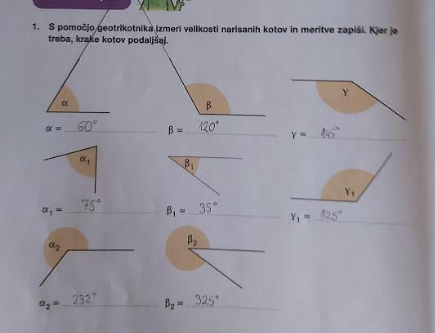 1. S pomočjo geotrikotnika izmeri velikosti narisanih kotov in meritve zapiši. Kjer je
treba, krake kotov podaljšaj.
α β γ
α = 60° β = 120° γ = 145°
α₁ β₁ γ₁
α₁ = 75° β₁ = 35° γ₁ = 125°
α₂ β₂
α₂ = 232° β₂ = 325°